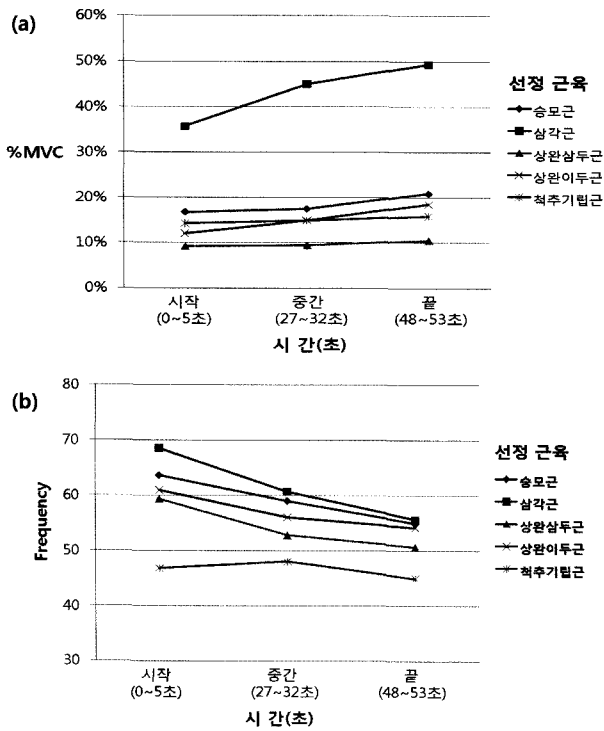 (a)
60%
50%
40%
%MVC
30%
20%
10%
0%
시작
(0~5초)
중간
(27~32초)
끝
(48~53초)
시 간(초)
선정 근육
승모근
삼각근
상완삼두근
상완이두근
척추기립근
(b)
80
70
60
Frequency
50
40
30
시작
(0~5초)
중간
(27~32초)
끝
(48~53초)
시 간(초)
선정 근육
승모근
삼각근
상완삼두근
상완이두근
척추기립근